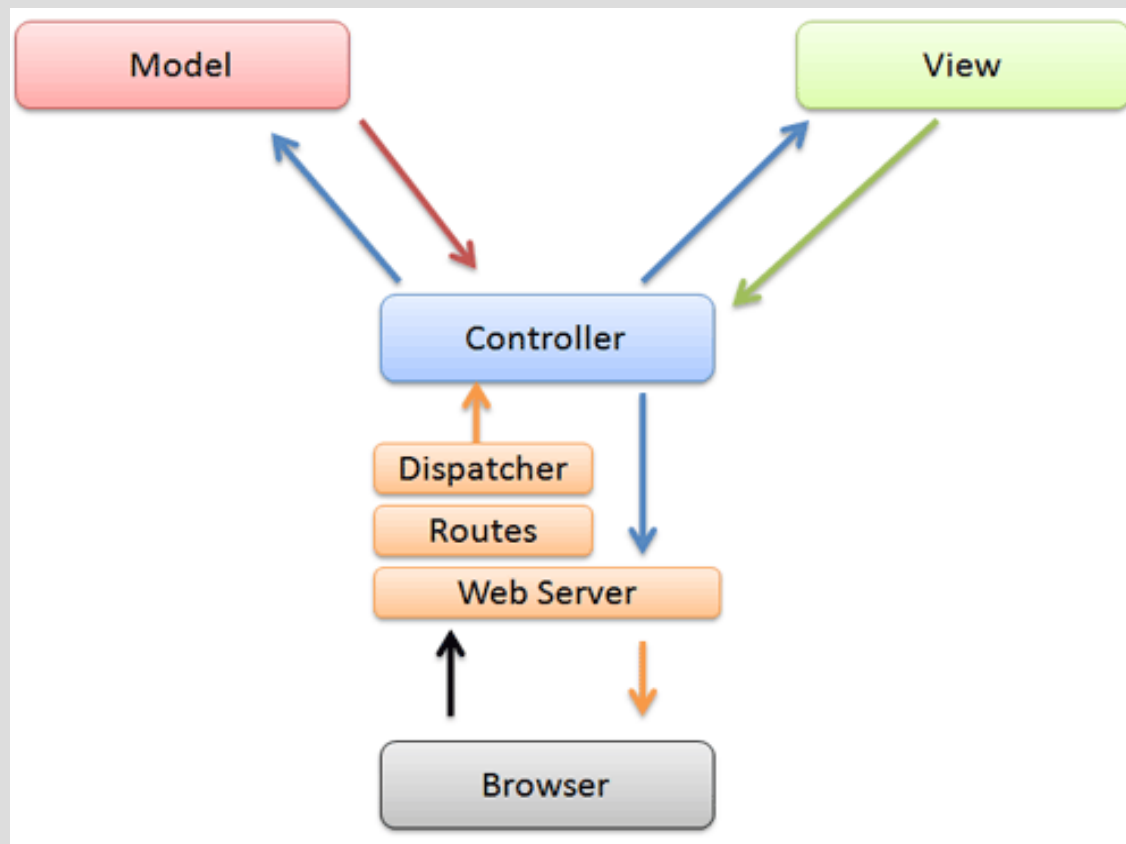 Model
View
Controller
Dispatcher
Routes
Web Server
Browser